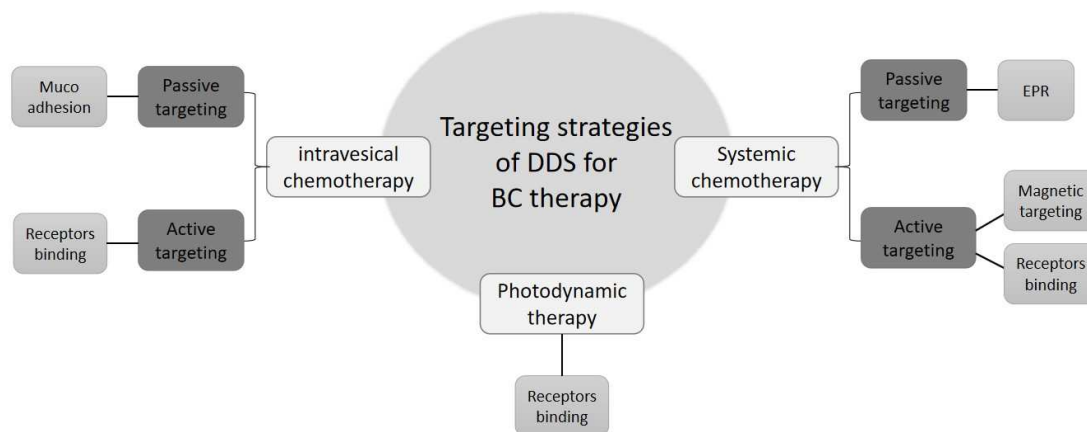 Targeting strategies
of DDS for
BC therapy
intravesical
chemotherapy
Passive
targeting
Muco
adhesion
Active
targeting
Receptors
binding
Systemic
chemotherapy
Passive
targeting
EPR
Active
targeting
Magnetic
targeting
Receptors
binding
Photodynamic
therapy
Receptors
binding